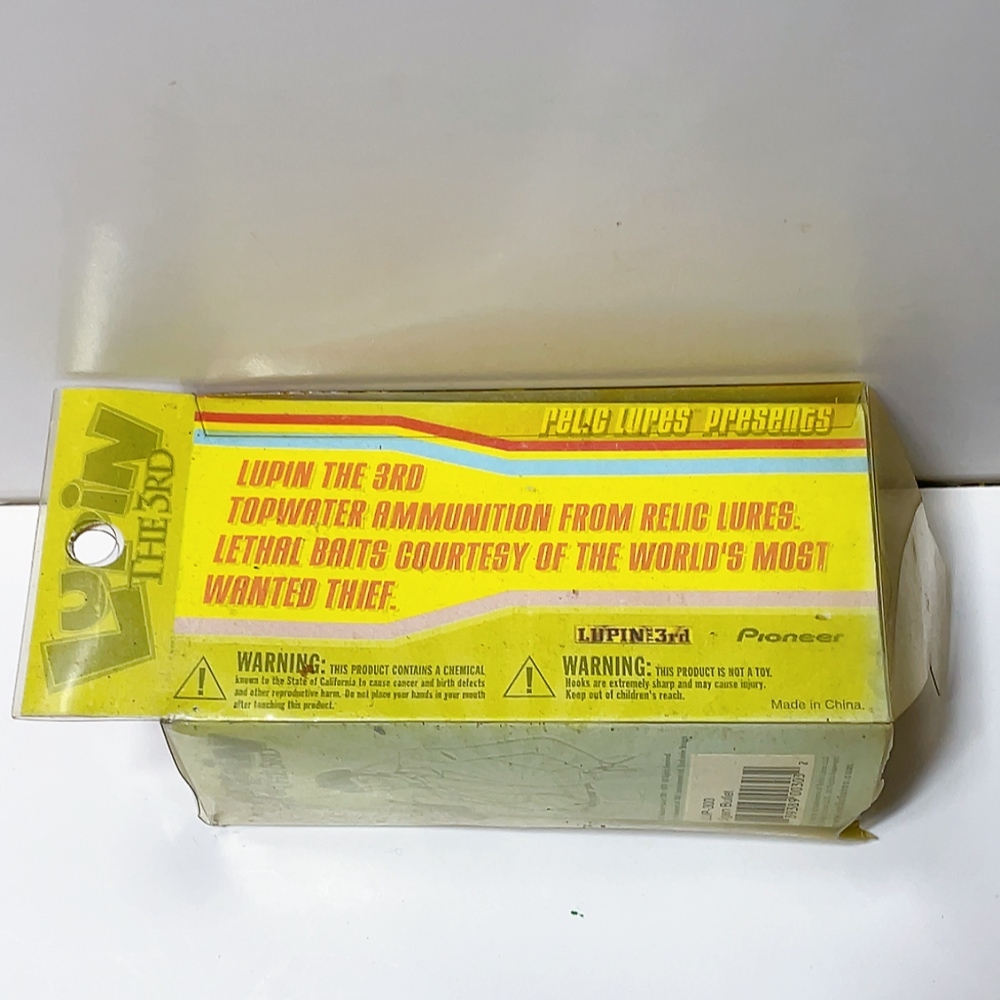 LUPIN
THE 3RD
RELIC LURES™ PRESENTS
LUPIN THE 3RD
TOPWATER AMMUNITION FROM RELIC LURES.
LETHAL BAITS COURTESY OF THE WORLD'S MOST
WANTED THIEF.
LUPIN THE 3rd
Pioneer
WARNING: THIS PRODUCT CONTAINS A CHEMICAL
known to the State of California to cause cancer and birth defects
and other reproductive harm. Do not place your hands in your mouth
after touching this product.
WARNING: THIS PRODUCT IS NOT A TOY.
Hooks are extremely sharp and may cause injury.
Keep out of children's reach.
Made in China.
Bullet